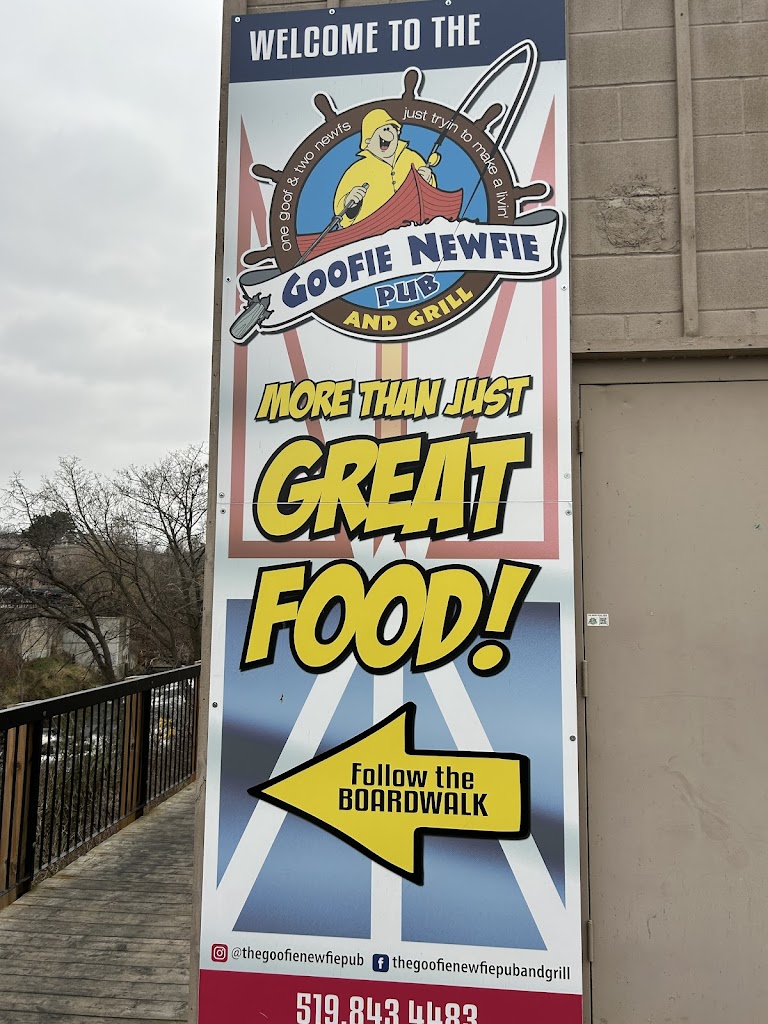 WELCOME TO THE
one goof & two newfs
just tryin to make a livin'
GOOFIE NEWFIE
PUB
AND GRILL
MORE THAN JUST
GREAT
FOOD!
Follow the
BOARDWALK
@thegoofienewfiepub thegoofienewfiepubandgrill
519.843.4483